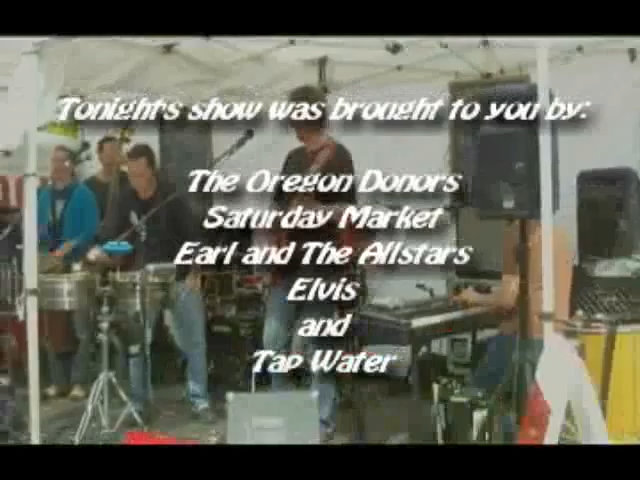 Tonight's show was brought to you by:
The Oregon Donors
Saturday Market
Earl and The Allstars
Elvis
and
Tap Water